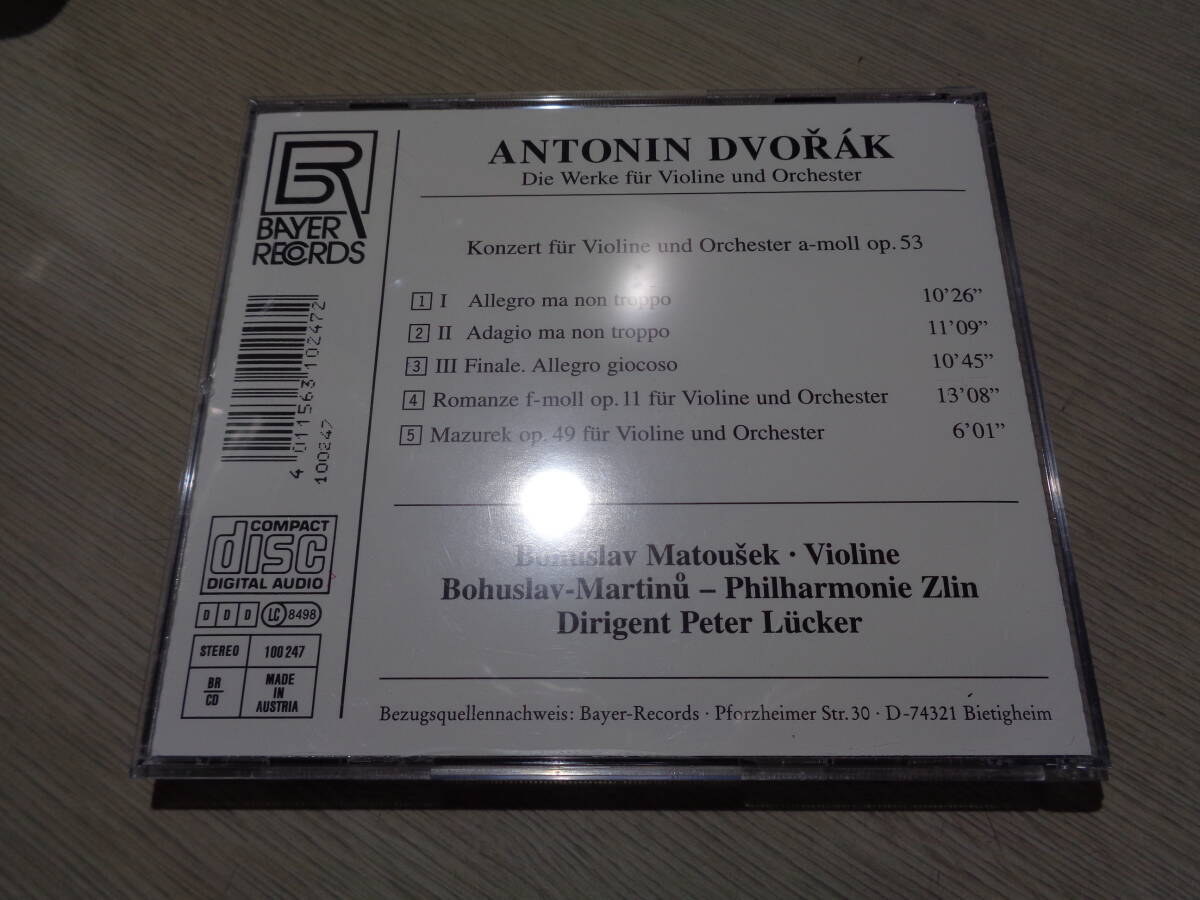 BAYER
RECORDS
4 011563 102472
100247
COMPACT
disc
DIGITAL AUDIO
D D D LC 8498
STEREO 100 247
BR
CD
MADE
IN
AUSTRIA
ANTONIN DVOŘÁK
Die Werke für Violine und Orchester
Konzert für Violine und Orchester a-moll op. 53
1 I Allegro ma non troppo 10’26”
2 II Adagio ma non troppo 11’09”
3 III Finale. Allegro giocoso 10’45”
4 Romanze f-moll op. 11 für Violine und Orchester 13’08”
5 Mazurek op. 49 für Violine und Orchester 6’01”
Bohuslav Matoušek · Violine
Bohuslav-Martinů – Philharmonie Zlin
Dirigent Peter Lücker
Bezugsquellennachweis: Bayer-Records · Pforzheimer Str. 30 · D-74321 Bietigheim